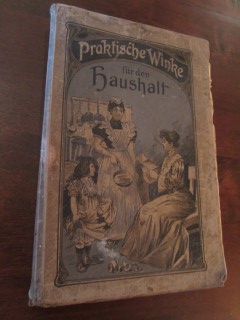 Praktische Winke
für den
Haushalt